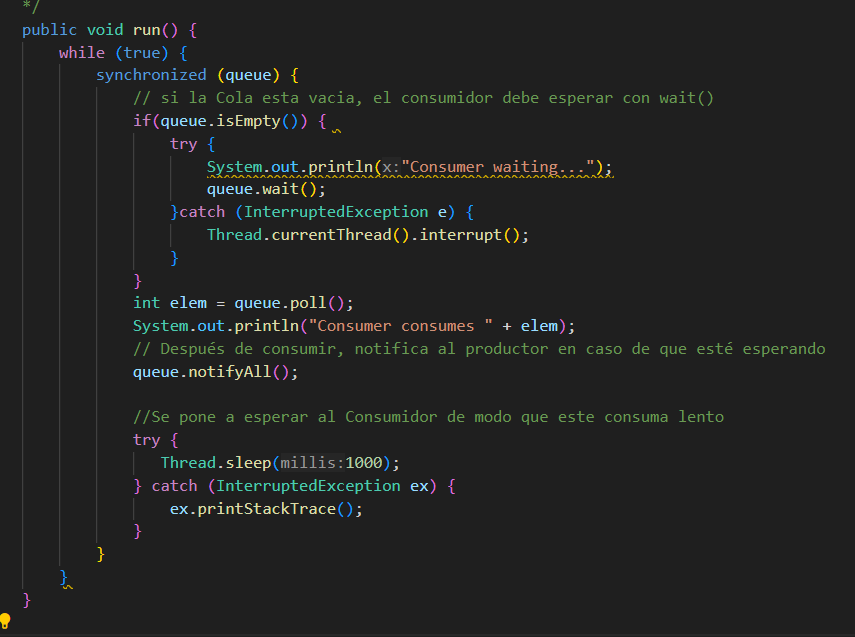 */
public void run() {
    while (true) {
        synchronized (queue) {
            // si la Cola esta vacia, el consumidor debe esperar con wait()
            if(queue.isEmpty()) {
                try {
                    System.out.println(x:"Consumer waiting...");
                    queue.wait();
                }catch (InterruptedException e) {
                    Thread.currentThread().interrupt();
                }
            }
            int elem = queue.poll();
            System.out.println("Consumer consumes " + elem);
            // Después de consumir, notifica al productor en caso de que esté esperando
            queue.notifyAll();

            //Se pone a esperar al Consumidor de modo que este consuma lento
            try {
               Thread.sleep(millis:1000);
            } catch (InterruptedException ex) {
                ex.printStackTrace();
            }
        }
    }
}